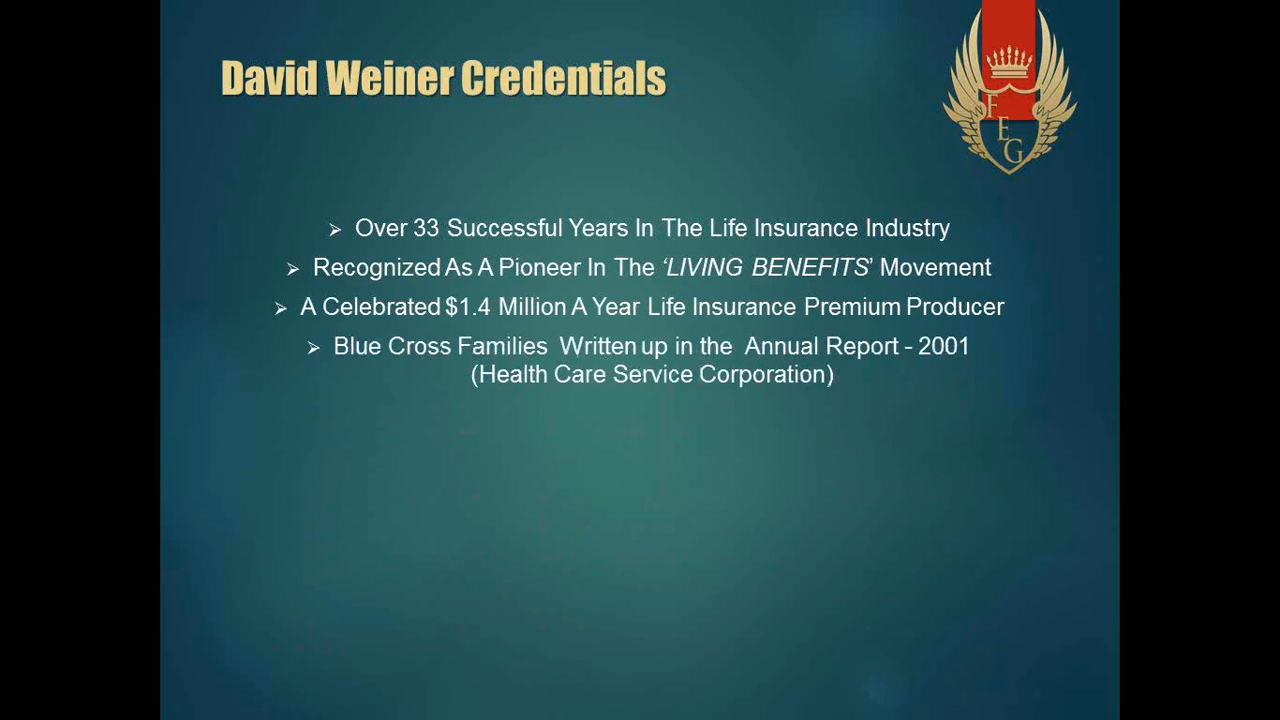 David Weiner Credentials
F
E
G
Over 33 Successful Years In The Life Insurance Industry
Recognized As A Pioneer In The ‘LIVING BENEFITS’ Movement
A Celebrated $1.4 Million A Year Life Insurance Premium Producer
Blue Cross Families Written up in the Annual Report - 2001
(Health Care Service Corporation)